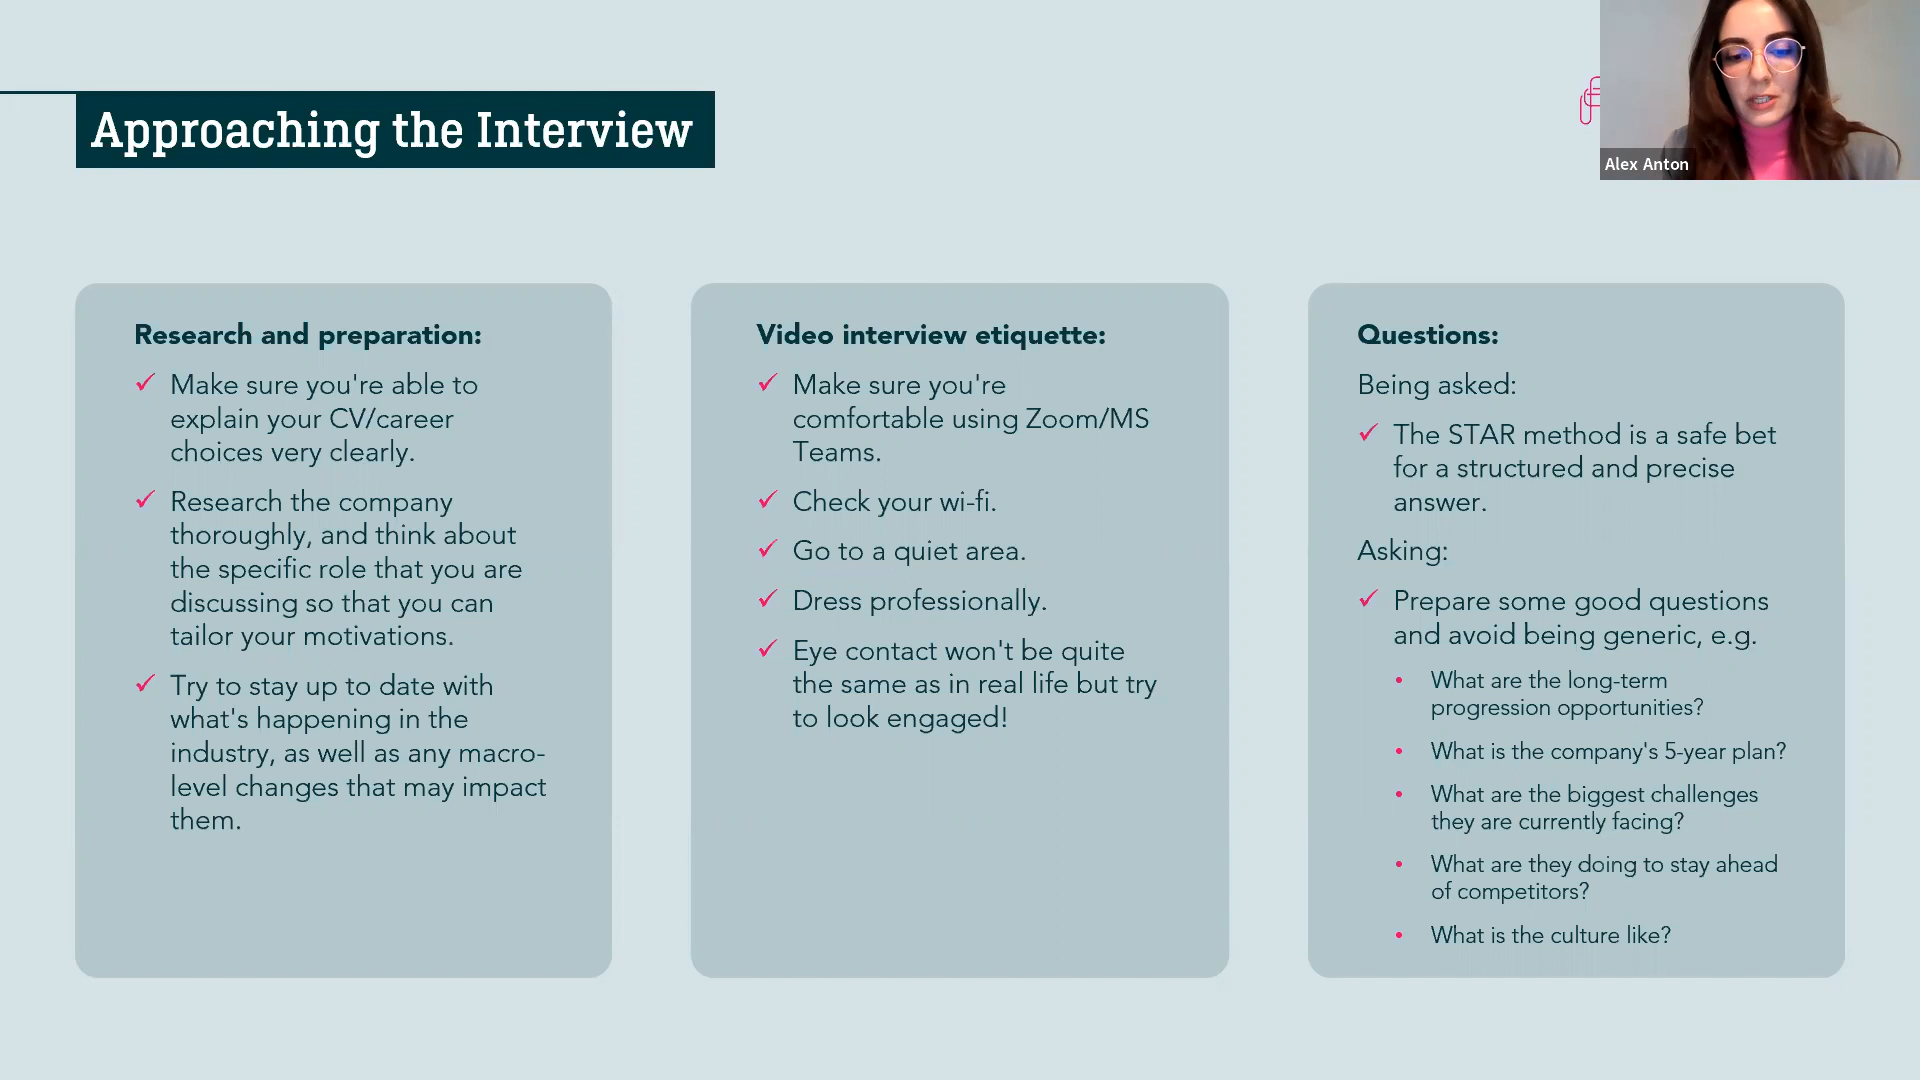 Approaching the Interview
Alex Anton
Research and preparation:
Make sure you're able to
explain your CV/career
choices very clearly.
Research the company
thoroughly, and think about
the specific role that you are
discussing so that you can
tailor your motivations.
Try to stay up to date with
what's happening in the
industry, as well as any macro-
level changes that may impact
them.
Video interview etiquette:
Make sure you're
comfortable using Zoom/MS
Teams.
Check your wi-fi.
Go to a quiet area.
Dress professionally.
Eye contact won't be quite
the same as in real life but try
to look engaged!
Questions:
Being asked:
The STAR method is a safe bet
for a structured and precise
answer.
Asking:
Prepare some good questions
and avoid being generic, e.g.
What are the long-term
progression opportunities?
What is the company's 5-year plan?
What are the biggest challenges
they are currently facing?
What are they doing to stay ahead
of competitors?
What is the culture like?